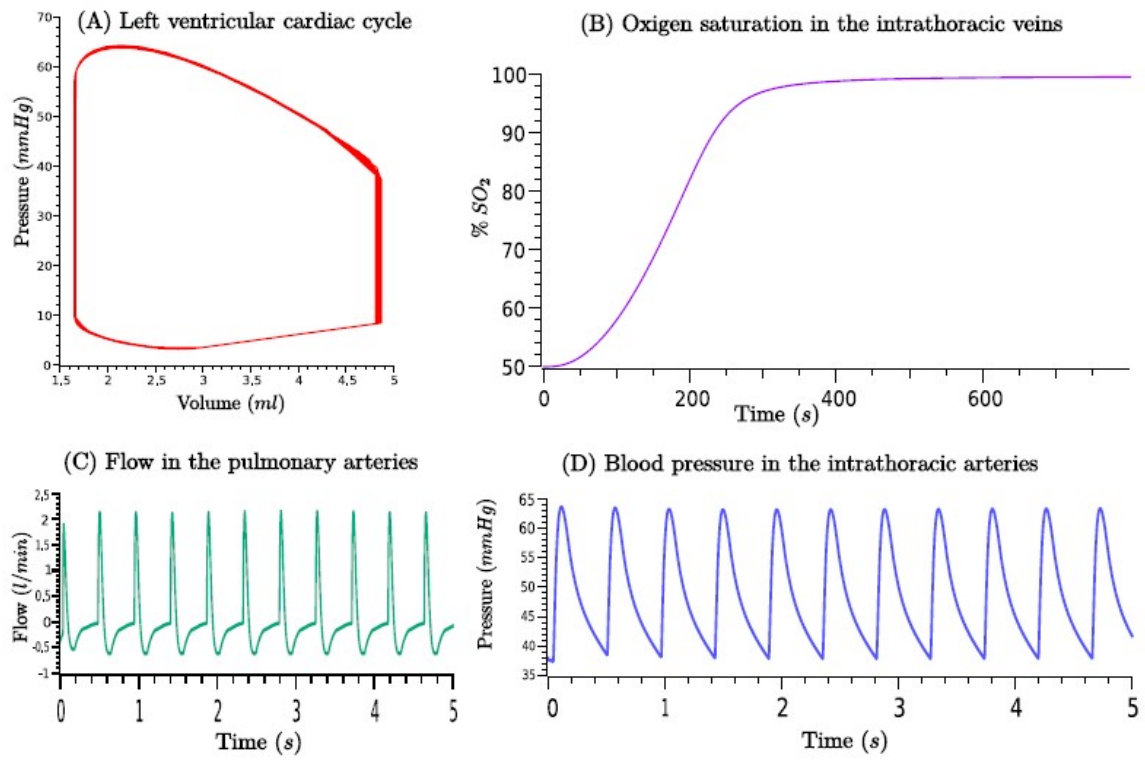 (A) Left ventricular cardiac cycle
70
60
50
40
30
20
10
0
Pressure (mmHg)
1,5 2 2,5 3 3,5 4 4,5 5
Volume (ml)
(B) Oxigen saturation in the intrathoracic veins
100
90
80
70
60
50
% SO2
0 200 400 600
Time (s)
(C) Flow in the pulmonary arteries
2,5
2
1,5
1
0,5
0
-0,5
-1
Flow (l/min)
0 1 2 3 4 5
Time (s)
(D) Blood pressure in the intrathoracic arteries
65
60
55
50
45
40
35
Pressure (mmHg)
0 1 2 3 4 5
Time (s)